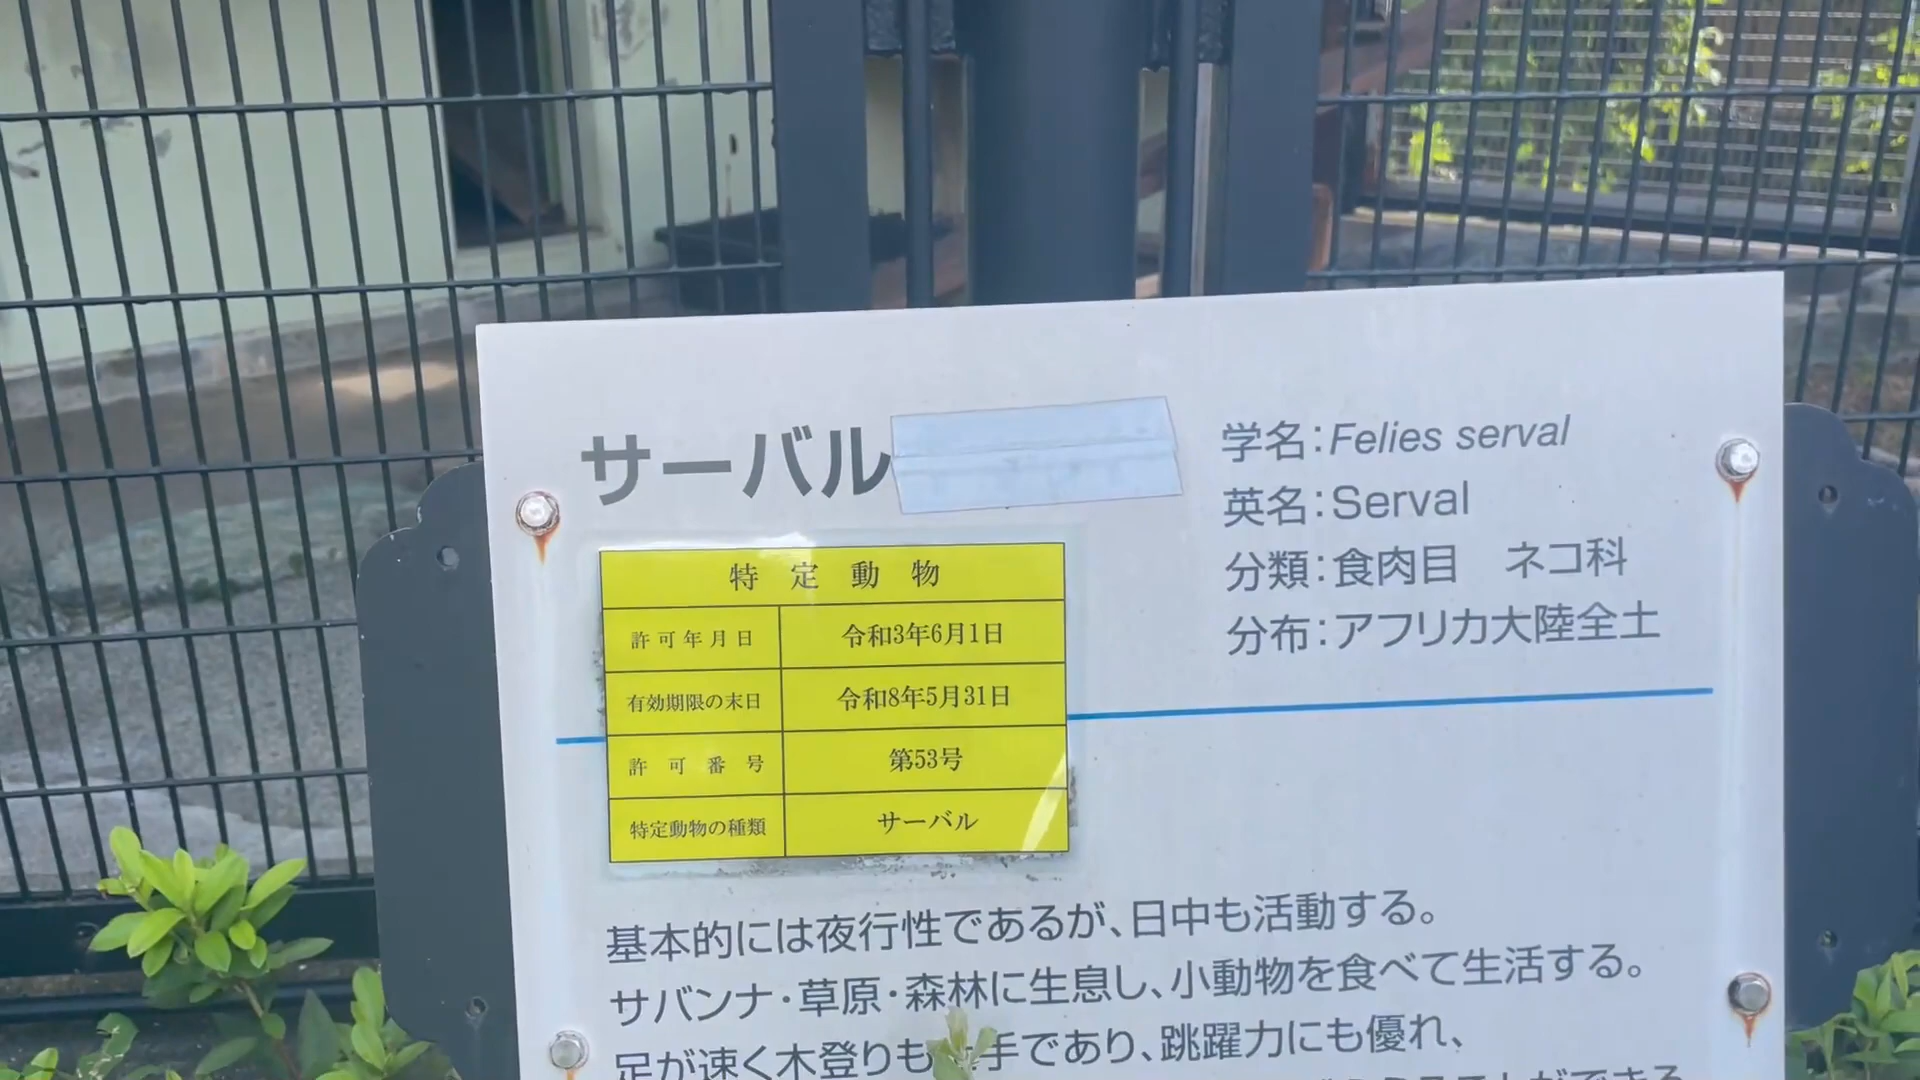 サーバル
学名：Felies serval
英名：Serval
分類：食肉目　ネコ科
分布：アフリカ大陸全土
特定動物
許可年月日　令和3年6月1日
有効期限の末日　令和8年5月31日
許可番号　第53号
特定動物の種類　サーバル
基本的には夜行性であるが、日中も活動する。
サバンナ・草原・森林に生息し、小動物を食べて生活する。
足が速く木登りも 手であり、跳躍力にも優れ、
ができる